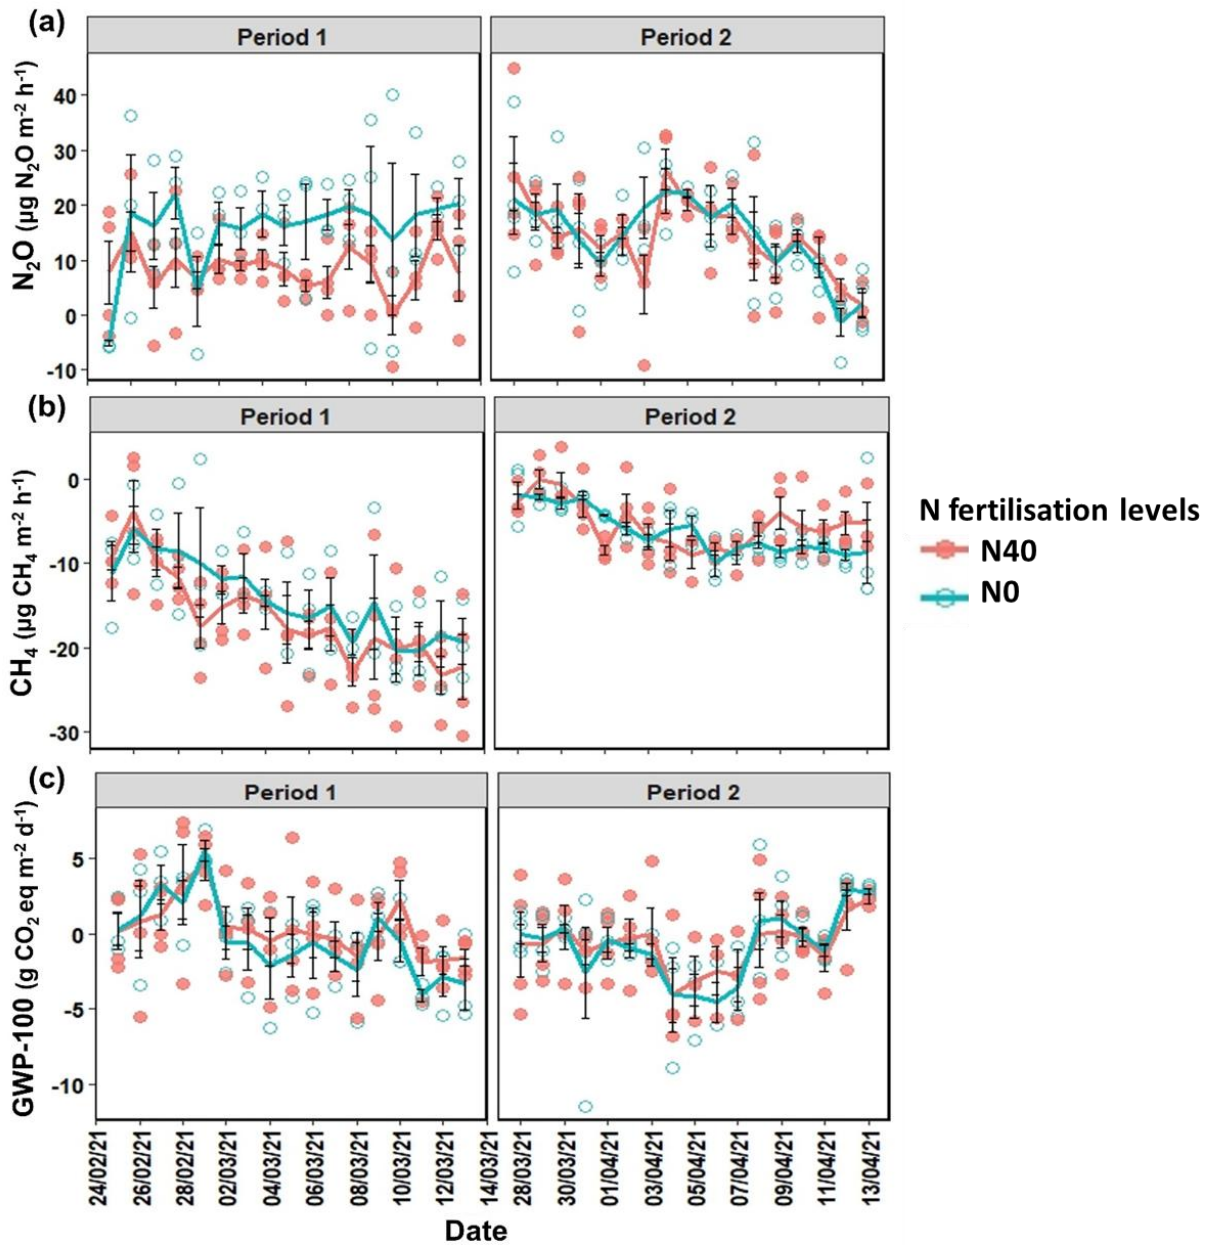 (a)
Period 1
Period 2
N₂O (µg N₂O m⁻² h⁻¹)
40
30
20
10
0
-10
(b)
Period 1
Period 2
CH₄ (µg CH₄ m⁻² h⁻¹)
0
-10
-20
-30
N fertilisation levels
N40
N0
(c)
Period 1
Period 2
GWP-100 (g CO₂ eq m⁻² d⁻¹)
5
0
-5
-10
24/02/21
26/02/21
28/02/21
02/03/21
04/03/21
06/03/21
08/03/21
10/03/21
12/03/21
14/03/21
28/03/21
30/03/21
01/04/21
03/04/21
05/04/21
07/04/21
09/04/21
11/04/21
13/04/21
Date